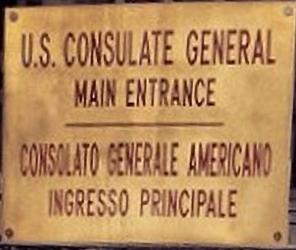 U.S. CONSULATE GENERAL
MAIN ENTRANCE
CONSOLATO GENERALE AMERICANO
INGRESSO PRINCIPALE